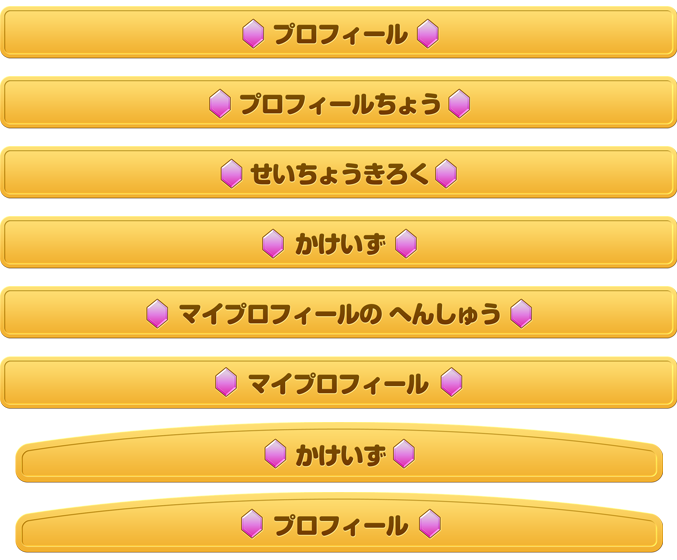 プロフィール
プロフィールちょう
せいちょうきろく
かけいず
マイプロフィールの へんしゅう
マイプロフィール
かけいず
プロフィール